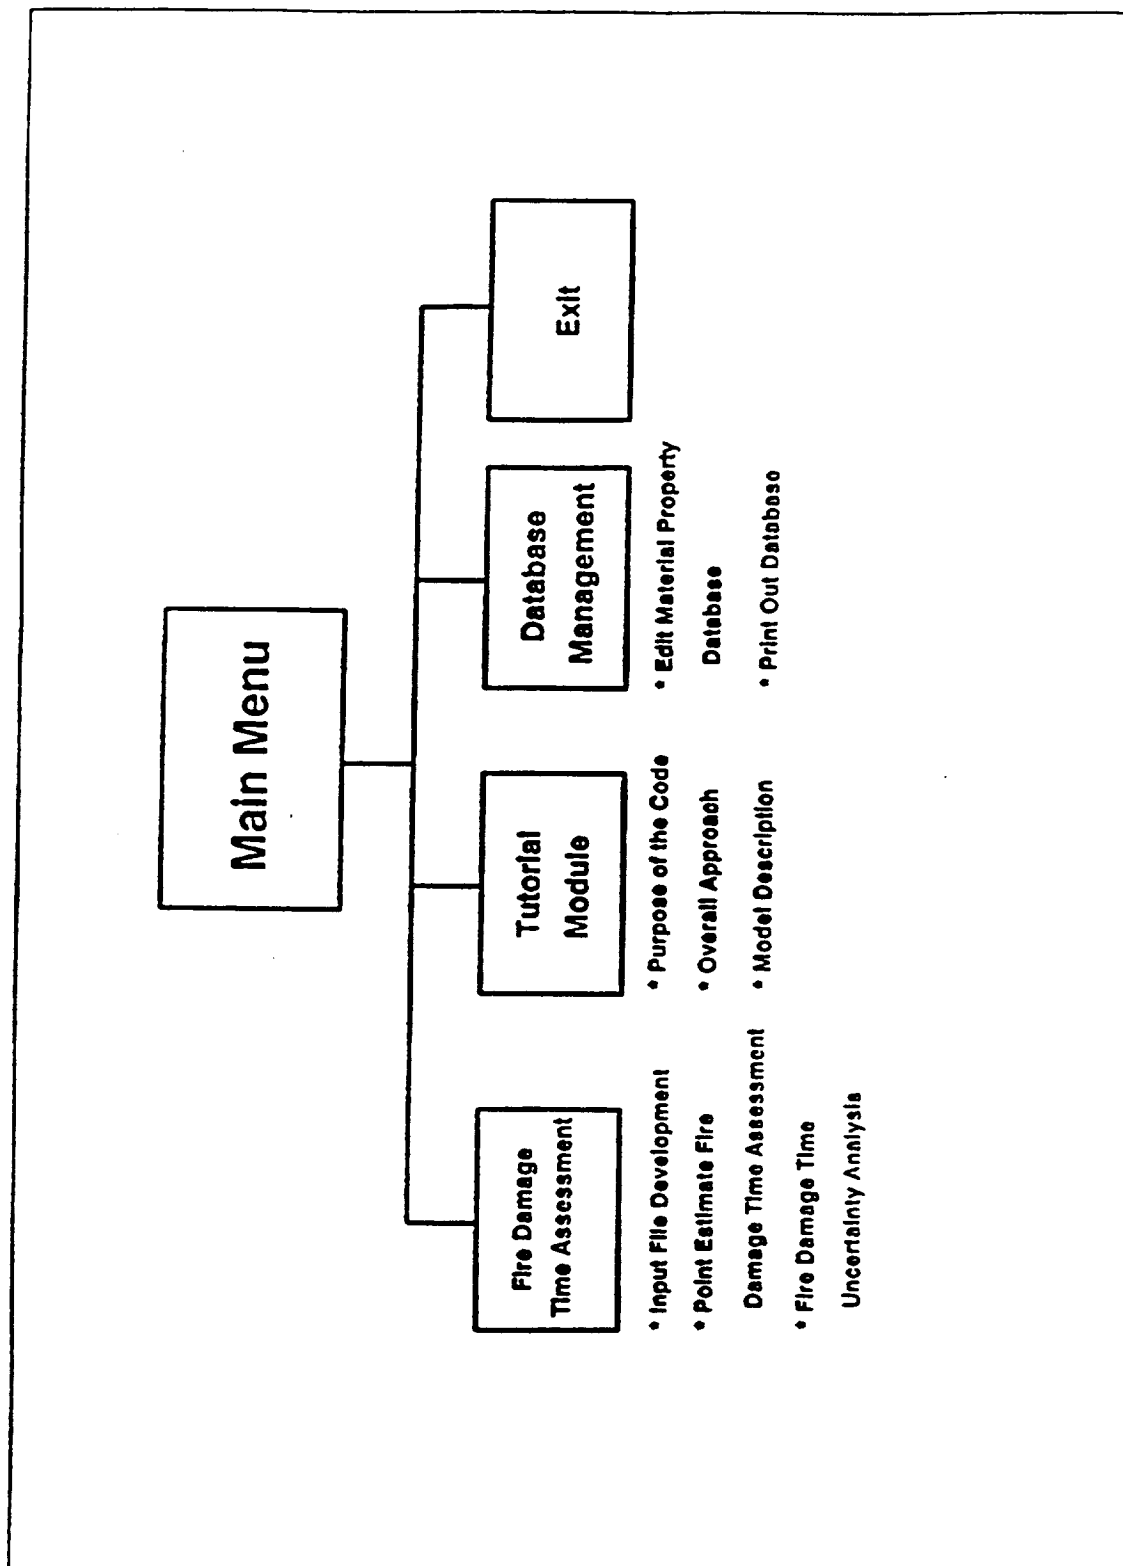 Main Menu
Fire Damage
Time Assessment
* Input File Development
* Point Estimate Fire
Damage Time Assessment
* Fire Damage Time
Uncertainty Analysis
Tutorial
Module
* Purpose of the Code
* Overall Approach
* Model Description
Database
Management
* Edit Material Property
Database
* Print Out Database
Exit